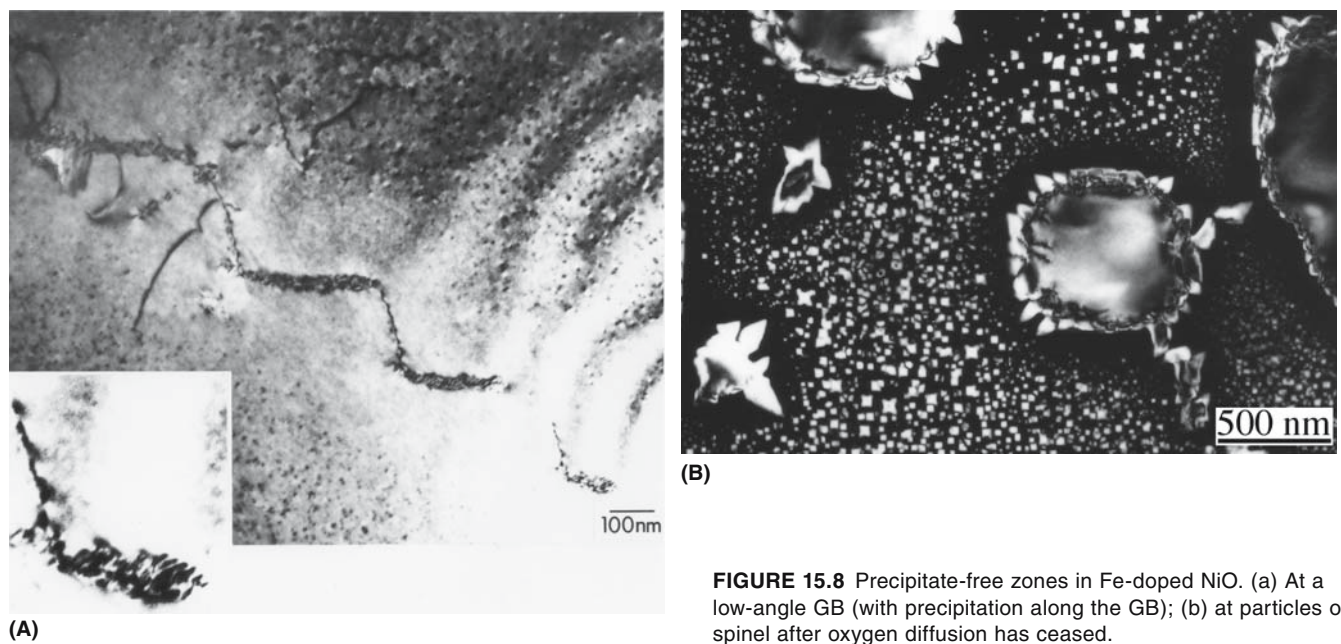 100nm
(A)
500 nm
(B)
FIGURE 15.8 Precipitate-free zones in Fe-doped NiO. (a) At a
low-angle GB (with precipitation along the GB); (b) at particles o
spinel after oxygen diffusion has ceased.